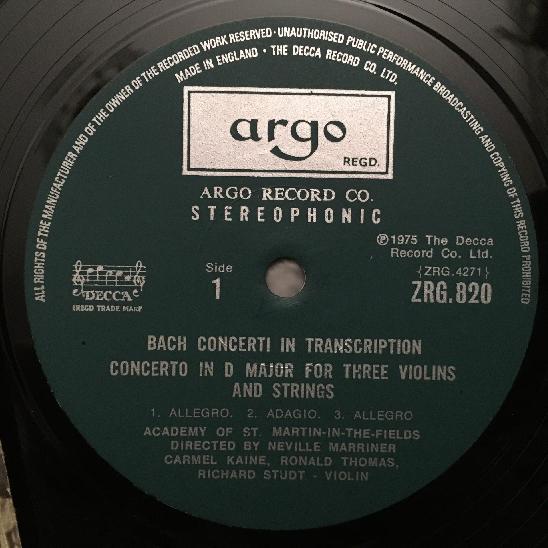 ALL RIGHTS OF THE MANUFACTURER AND OF THE OWNER OF THE RECORDED WORK RESERVED · UNAUTHORISED PUBLIC PERFORMANCE BROADCASTING AND COPYING OF THIS RECORD PROHIBITED
MADE IN ENGLAND · THE DECCA RECORD CO. LTD.
argo
REGD.
ARGO RECORD CO.
STEREOPHONIC
℗1975 The Decca
Record Co. Ltd.
Side
1
(ZRG.4271)
ZRG.820
DECCA
(REGD TRADE MARK)
BACH CONCERTI IN TRANSCRIPTION
CONCERTO IN D MAJOR FOR THREE VIOLINS
AND STRINGS
1. ALLEGRO. 2. ADAGIO. 3. ALLEGRO
ACADEMY OF ST. MARTIN-IN-THE-FIELDS
DIRECTED BY NEVILLE MARRINER
CARMEL KAINE, RONALD THOMAS,
RICHARD STUDT - VIOLIN